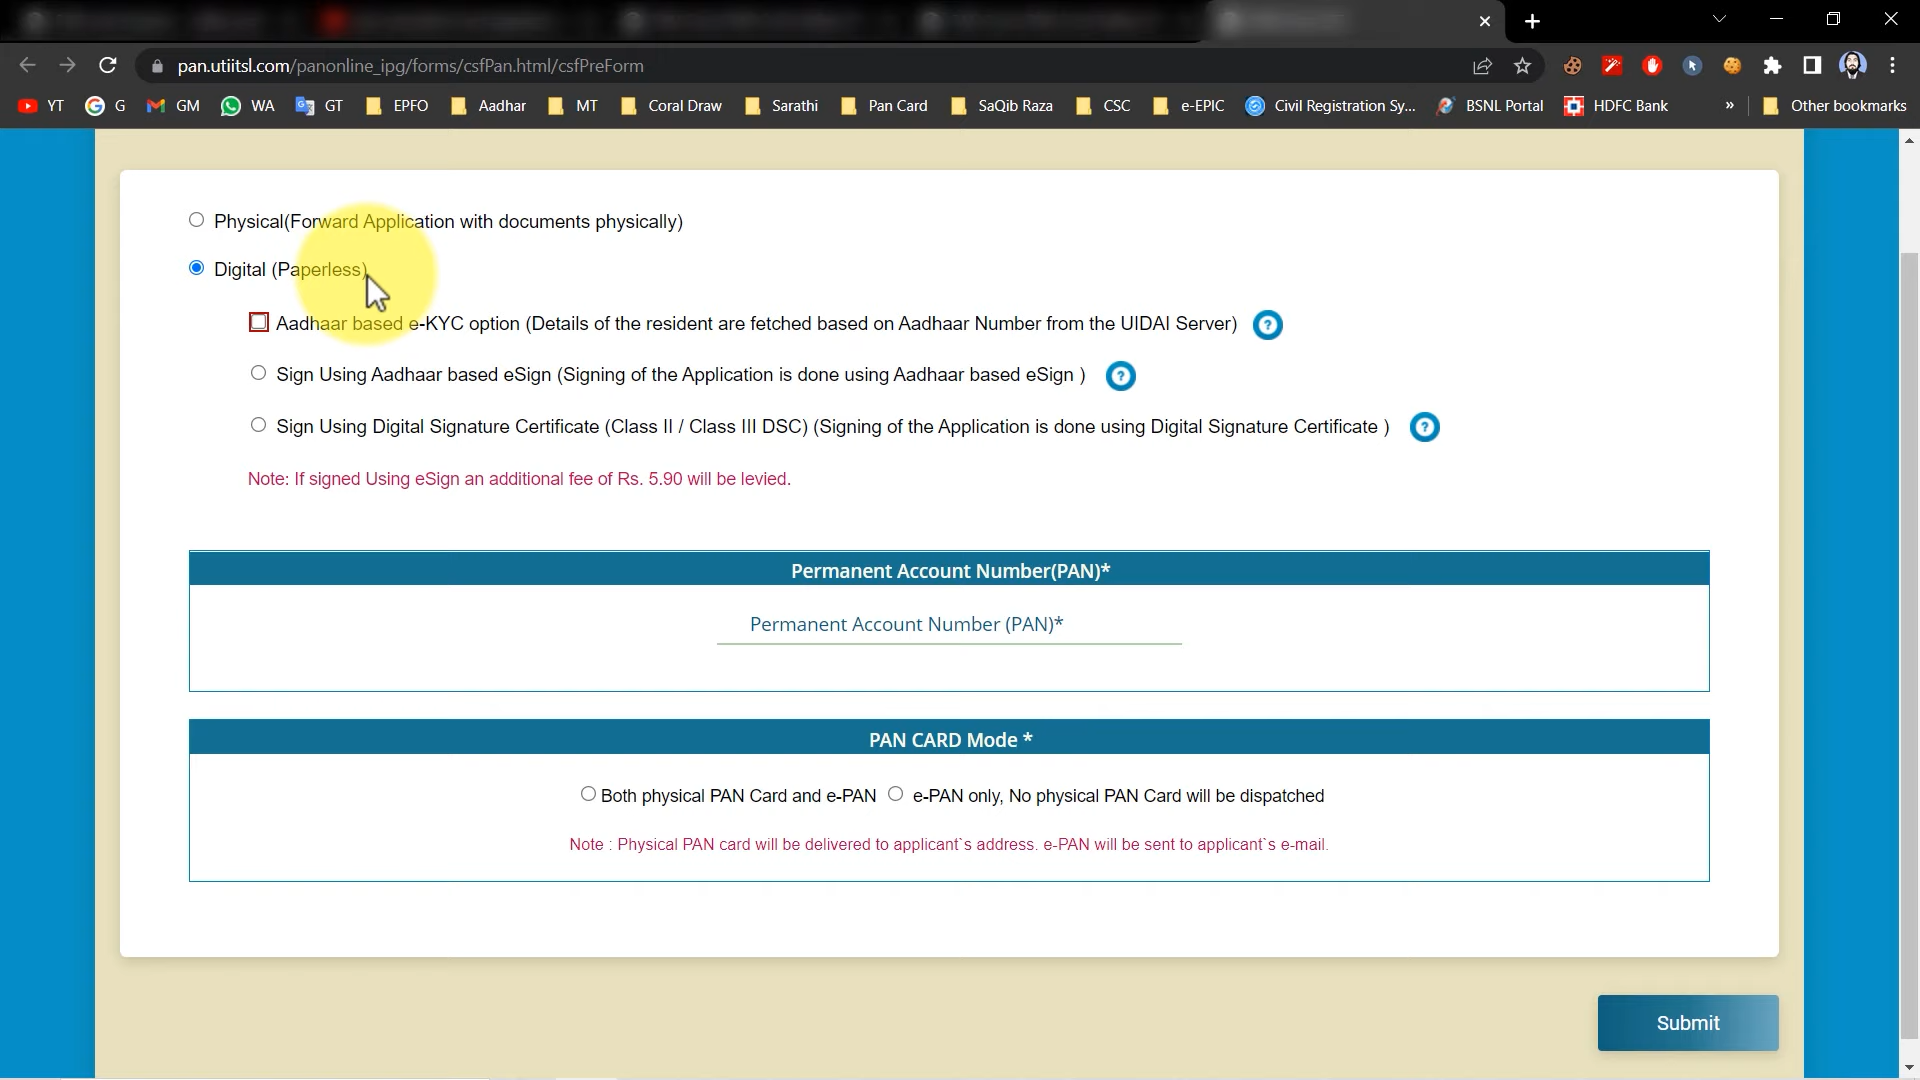 pan.utiitsl.com/panonline_ipg/forms/csfPan.html/csfPreForm
YT G GM WA GT EPFO Aadhar MT Coral Draw Sarathi Pan Card SaQib Raza CSC e-EPIC Civil Registration Sy... BSNL Portal HDFC Bank » Other bookmarks
Physical(Forward Application with documents physically)
Digital (Paperless)
Aadhaar based e-KYC option (Details of the resident are fetched based on Aadhaar Number from the UIDAI Server) ?
Sign Using Aadhaar based eSign (Signing of the Application is done using Aadhaar based eSign ) ?
Sign Using Digital Signature Certificate (Class II / Class III DSC) (Signing of the Application is done using Digital Signature Certificate ) ?
Note: If signed Using eSign an additional fee of Rs. 5.90 will be levied.
Permanent Account Number(PAN)*
Permanent Account Number (PAN)*
PAN CARD Mode *
Both physical PAN Card and e-PAN e-PAN only, No physical PAN Card will be dispatched
Note : Physical PAN card will be delivered to applicant`s address. e-PAN will be sent to applicant`s e-mail.
Submit